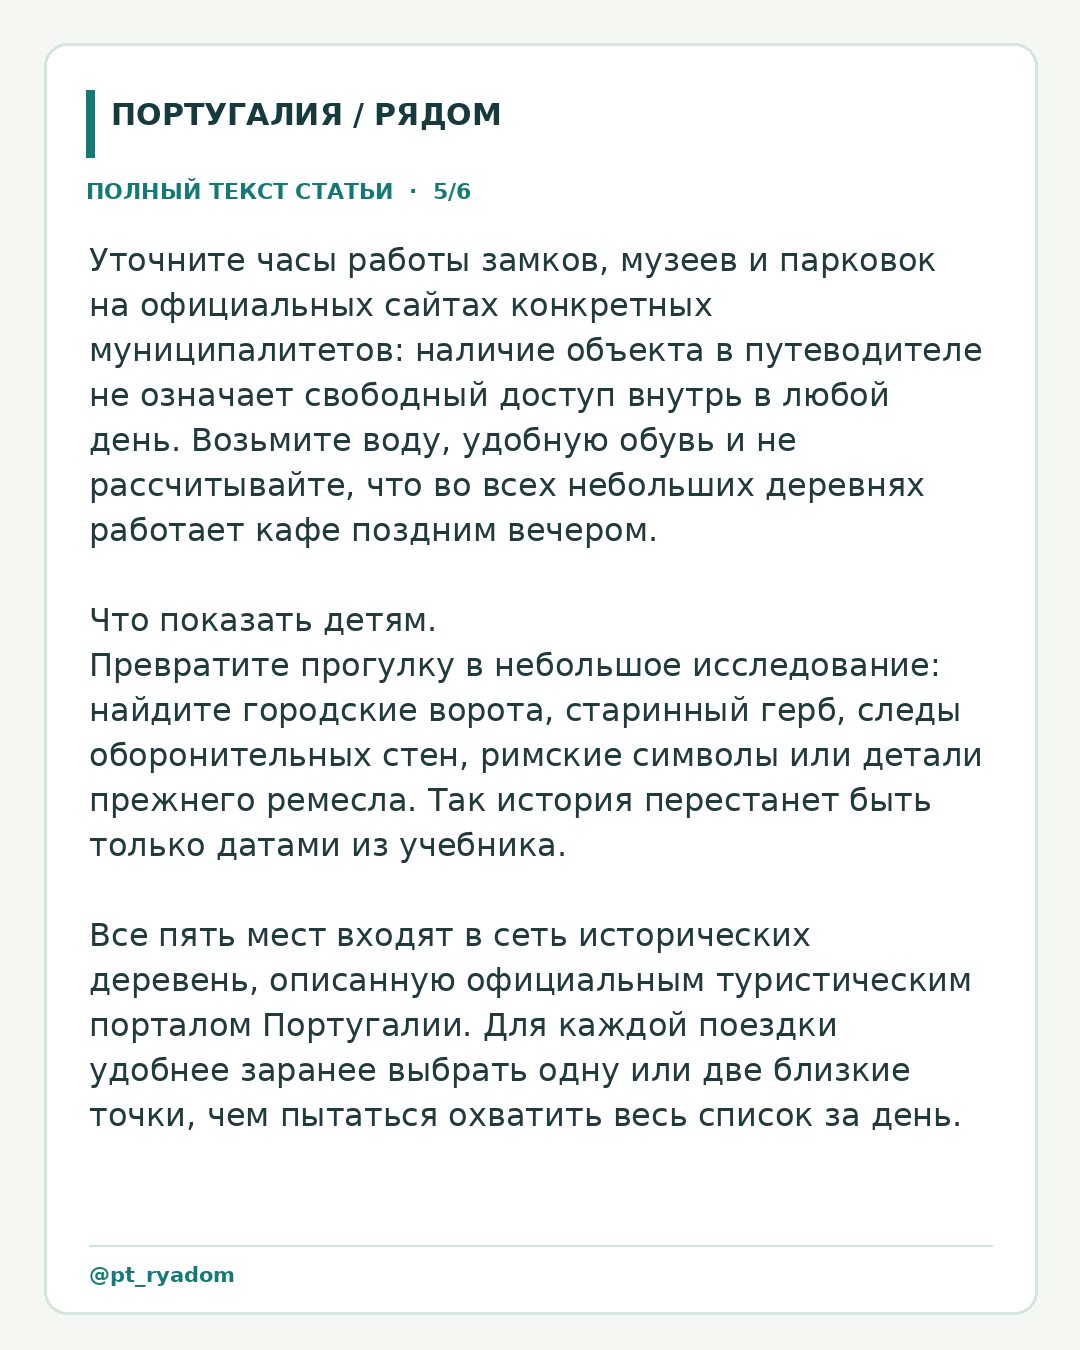 ПОРТУГАЛИЯ / РЯДОМ
ПОЛНЫЙ ТЕКСТ СТАТЬИ · 5/6
Уточните часы работы замков, музеев и парковок
на официальных сайтах конкретных
муниципалитетов: наличие объекта в путеводителе
не означает свободный доступ внутрь в любой
день. Возьмите воду, удобную обувь и не
рассчитывайте, что во всех небольших деревнях
работает кафе поздним вечером.
Что показать детям.
Превратите прогулку в небольшое исследование:
найдите городские ворота, старинный герб, следы
оборонительных стен, римские символы или детали
прежнего ремесла. Так история перестанет быть
только датами из учебника.
Все пять мест входят в сеть исторических
деревень, описанную официальным туристическим
порталом Португалии. Для каждой поездки
удобнее заранее выбрать одну или две близкие
точки, чем пытаться охватить весь список за день.
@pt_ryadom